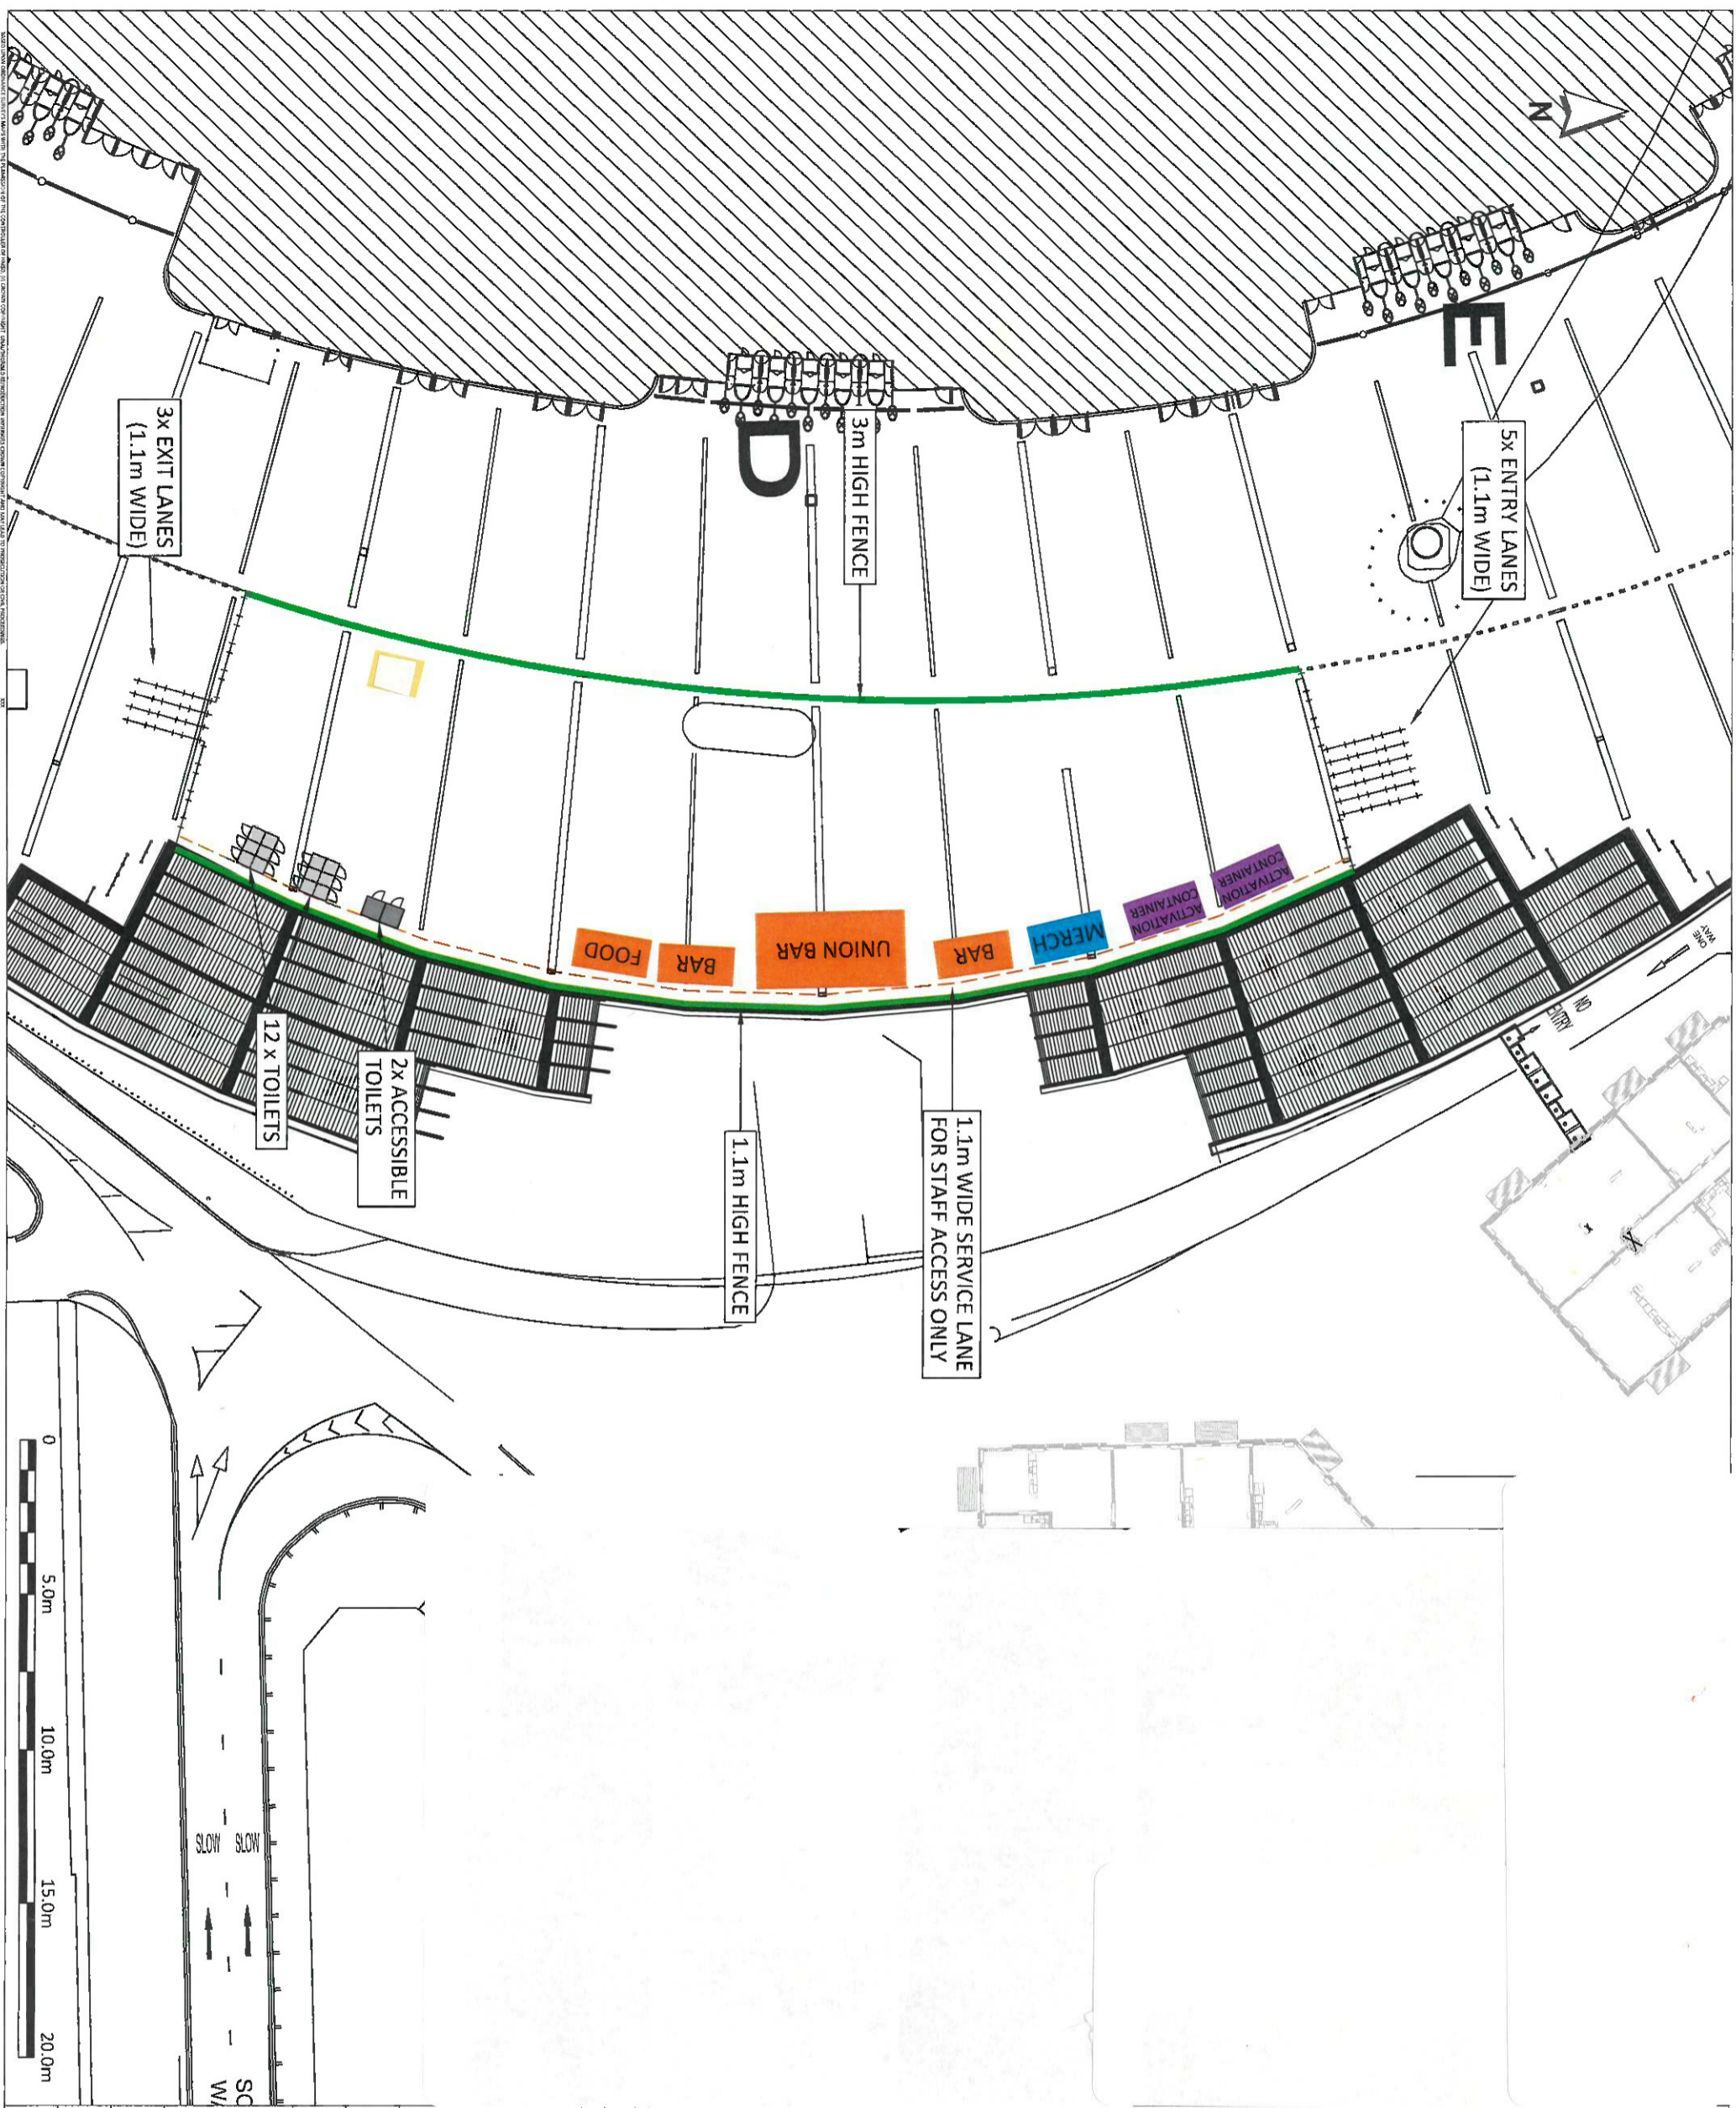 N
E
5x ENTRY LANES
(1.1m WIDE)
D
3m HIGH FENCE
3x EXIT LANES
(1.1m WIDE)
ACTIVATION
CONTAINER
ACTIVATION
CONTAINER
MERCH
BAR
UNION BAR
BAR
FOOD
ONE
WAY
NO
ENTRY
12 x TOILETS
2x ACCESSIBLE
TOILETS
1.1m HIGH FENCE
1.1m WIDE SERVICE LANE
FOR STAFF ACCESS ONLY
SLOW
SLOW
0
5.0m
10.0m
15.0m
20.0m